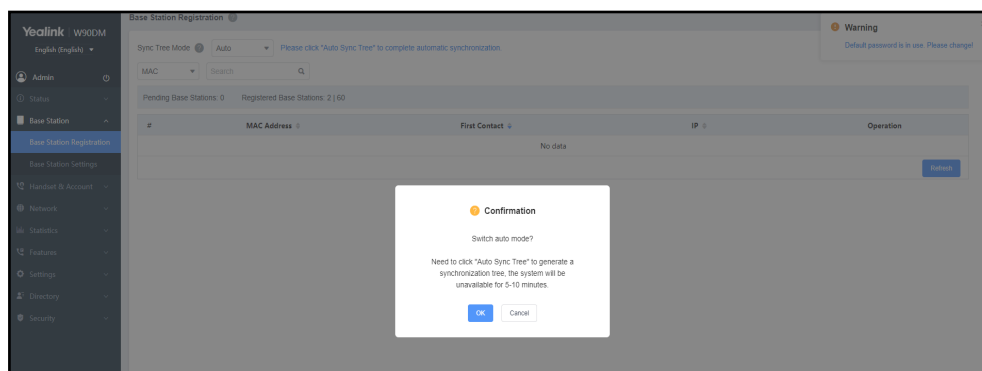 Yealink | W90DM
English (English)
Admin
Status
Base Station
Base Station Registration
Base Station Settings
Handset & Account
Network
Statistics
Features
Settings
Directory
Security
Base Station Registration
Sync Tree Mode Auto Please click "Auto Sync Tree" to complete automatic synchronization.
MAC Search
Pending Base Stations: 0 Registered Base Stations: 2 | 60
# MAC Address First Contact IP Operation
No data
Refresh
Warning
Default password is in use. Please change!
Confirmation
Switch auto mode?
Need to click "Auto Sync Tree" to generate a
synchronization tree, the system will be
unavailable for 5-10 minutes.
OK Cancel